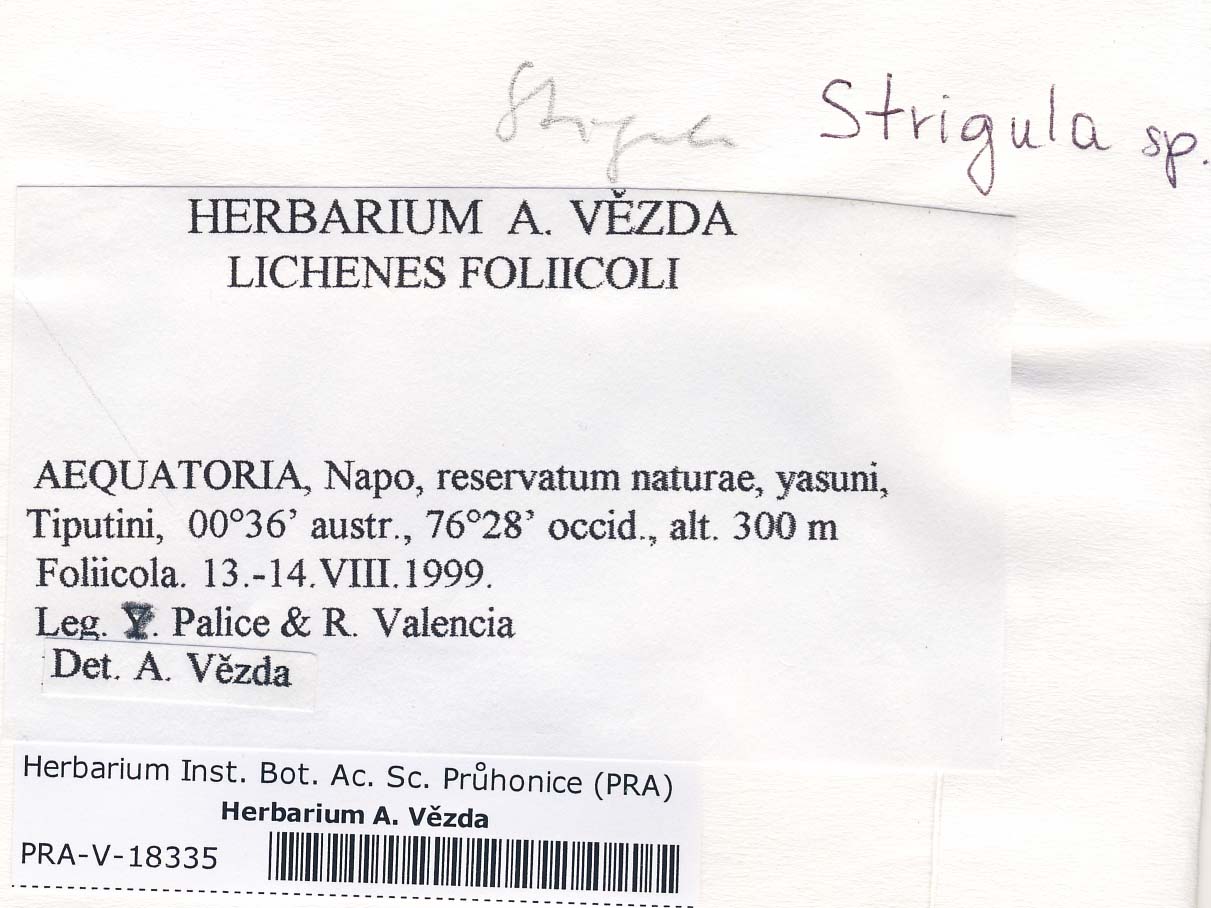 Strigula Strigula sp.
HERBARIUM A. VĚZDA
LICHENES FOLIICOLI
AEQUATORIA, Napo, reservatum naturae, yasuni,
Tiputini, 00°36’ austr., 76°28’ occid., alt. 300 m
Foliicola. 13.-14.VIII.1999.
Leg. Palice & R. Valencia
Det. A. Vězda
Herbarium Inst. Bot. Ac. Sc. Průhonice (PRA)
Herbarium A. Vězda
PRA-V-18335